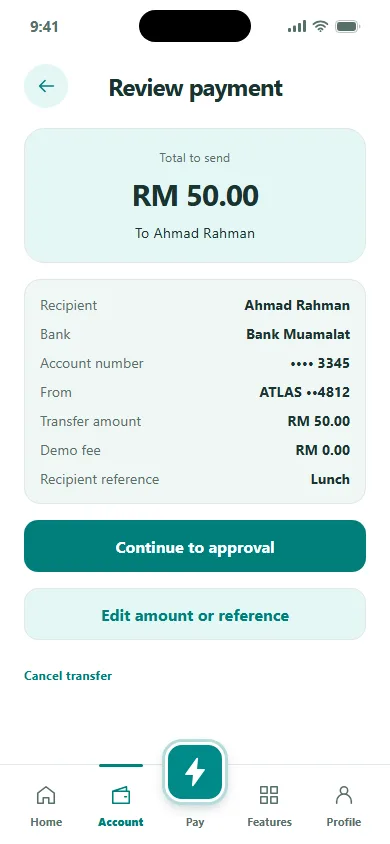 9:41
Review payment
Total to send
RM 50.00
To Ahmad Rahman
Recipient Ahmad Rahman
Bank Bank Muamalat
Account number •••• 3345
From ATLAS ••4812
Transfer amount RM 50.00
Demo fee RM 0.00
Recipient reference Lunch
Continue to approval
Edit amount or reference
Cancel transfer
Home Account Pay Features Profile